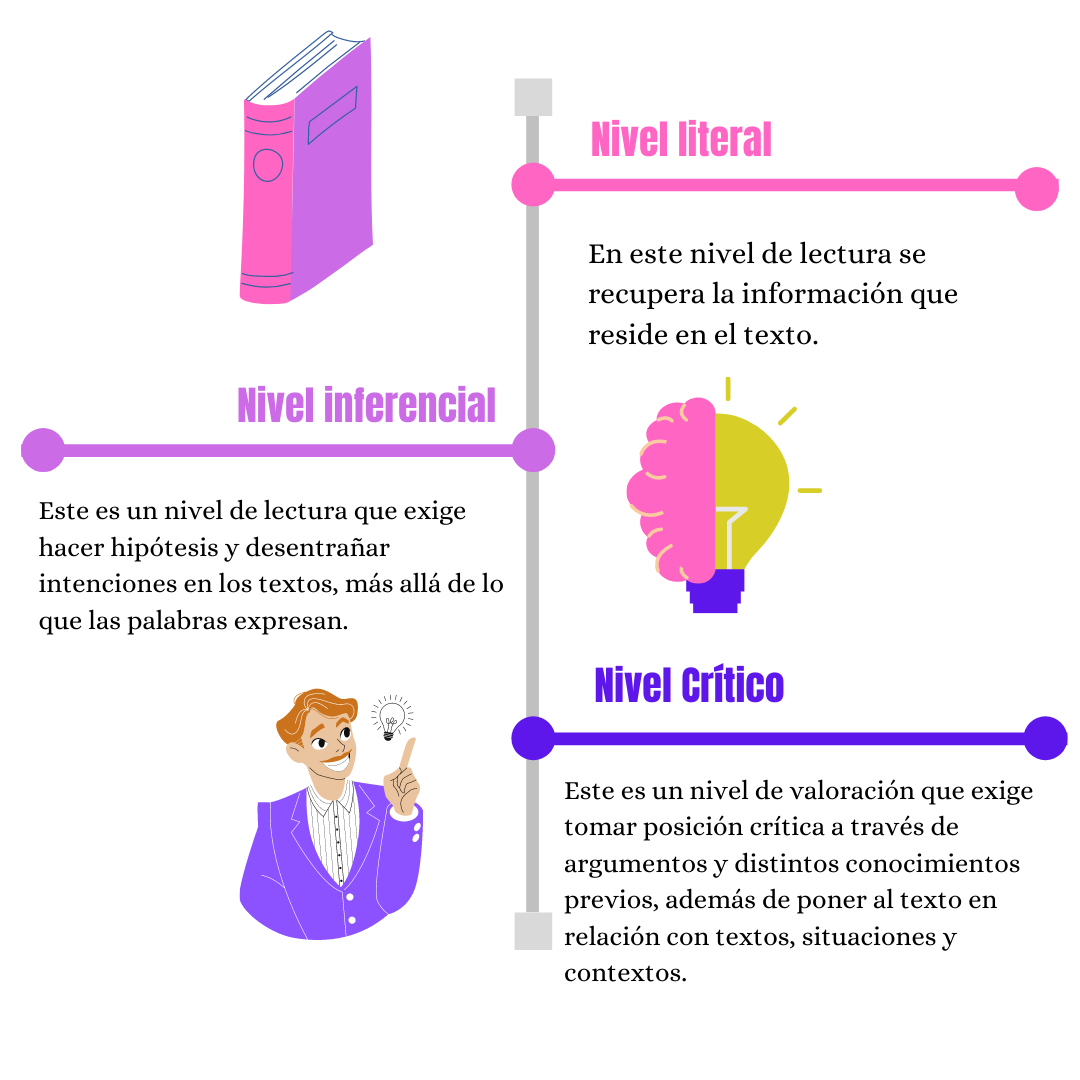 Nivel literal
En este nivel de lectura se
recupera la información que
reside en el texto.
Nivel inferencial
Este es un nivel de lectura que exige
hacer hipótesis y desentrañar
intenciones en los textos, más allá de lo
que las palabras expresan.
Nivel Crítico
Este es un nivel de valoración que exige
tomar posición crítica a través de
argumentos y distintos conocimientos
previos, además de poner al texto en
relación con textos, situaciones y
contextos.